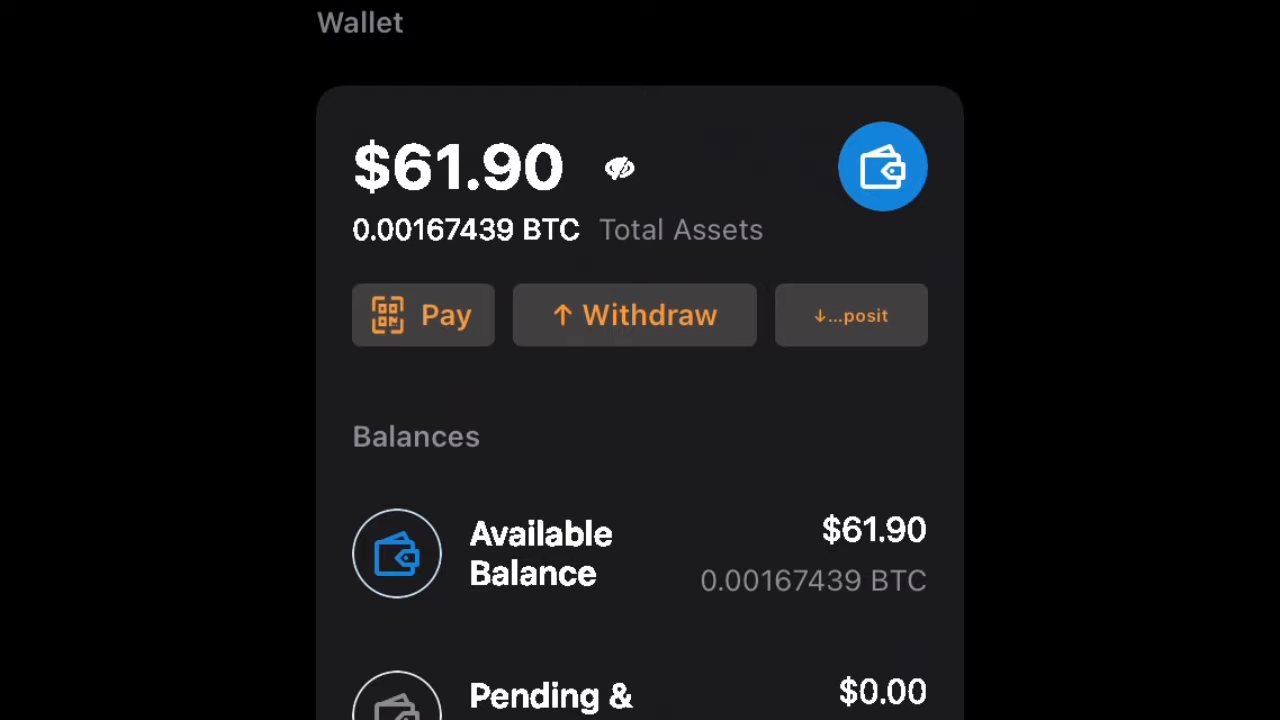 Wallet
$61.90
0.00167439 BTC Total Assets
Pay
↑ Withdraw
↓...posit
Balances
Available $61.90
Balance 0.00167439 BTC
Pending & $0.00